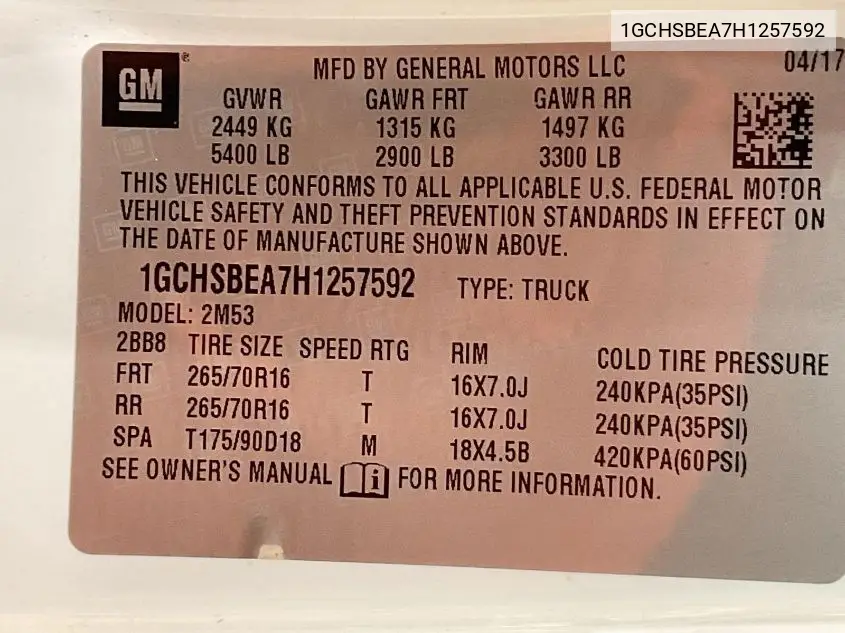 1GCHSBEA7H1257592
GM ®
MFD BY GENERAL MOTORS LLC 04/17
GVWR GAWR FRT GAWR RR
2449 KG 1315 KG 1497 KG
5400 LB 2900 LB 3300 LB
THIS VEHICLE CONFORMS TO ALL APPLICABLE U.S. FEDERAL MOTOR
VEHICLE SAFETY AND THEFT PREVENTION STANDARDS IN EFFECT ON
THE DATE OF MANUFACTURE SHOWN ABOVE.
1GCHSBEA7H1257592 TYPE: TRUCK
MODEL: 2M53
2BB8 TIRE SIZE SPEED RTG RIM COLD TIRE PRESSURE
FRT 265/70R16 T 16X7.0J 240KPA(35PSI)
RR 265/70R16 T 16X7.0J 240KPA(35PSI)
SPA T175/90D18 M 18X4.5B 420KPA(60PSI)
SEE OWNER'S MANUAL FOR MORE INFORMATION.